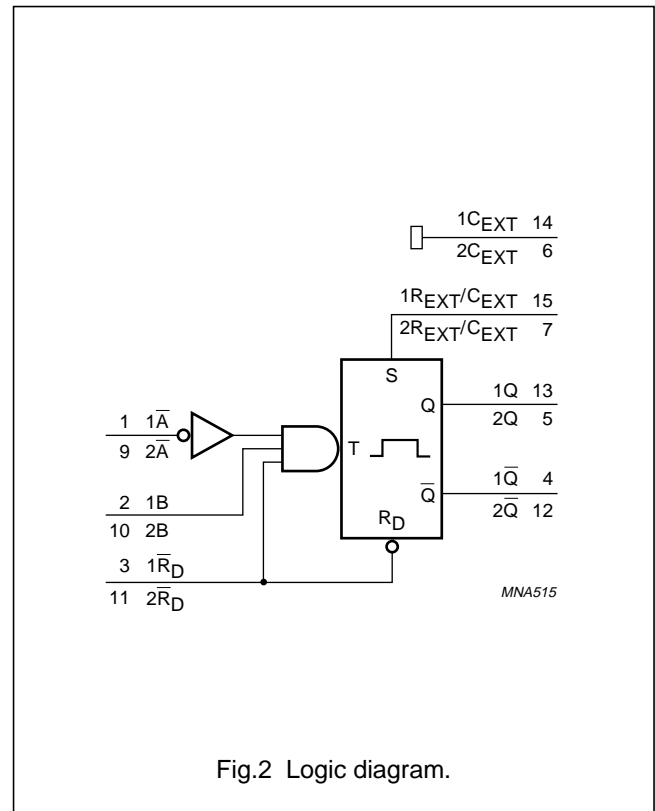 1C_EXT 14
2C_EXT 6
1R_EXT/C_EXT 15
2R_EXT/C_EXT 7
S
Q
1Q 13
2Q 5
1 1A̅
9 2A̅
T
2 1B
10 2B
Q̅
1Q̅ 4
2Q̅ 12
R_D
3 1R̅_D
11 2R̅_D
MNA515
Fig.2 Logic diagram.